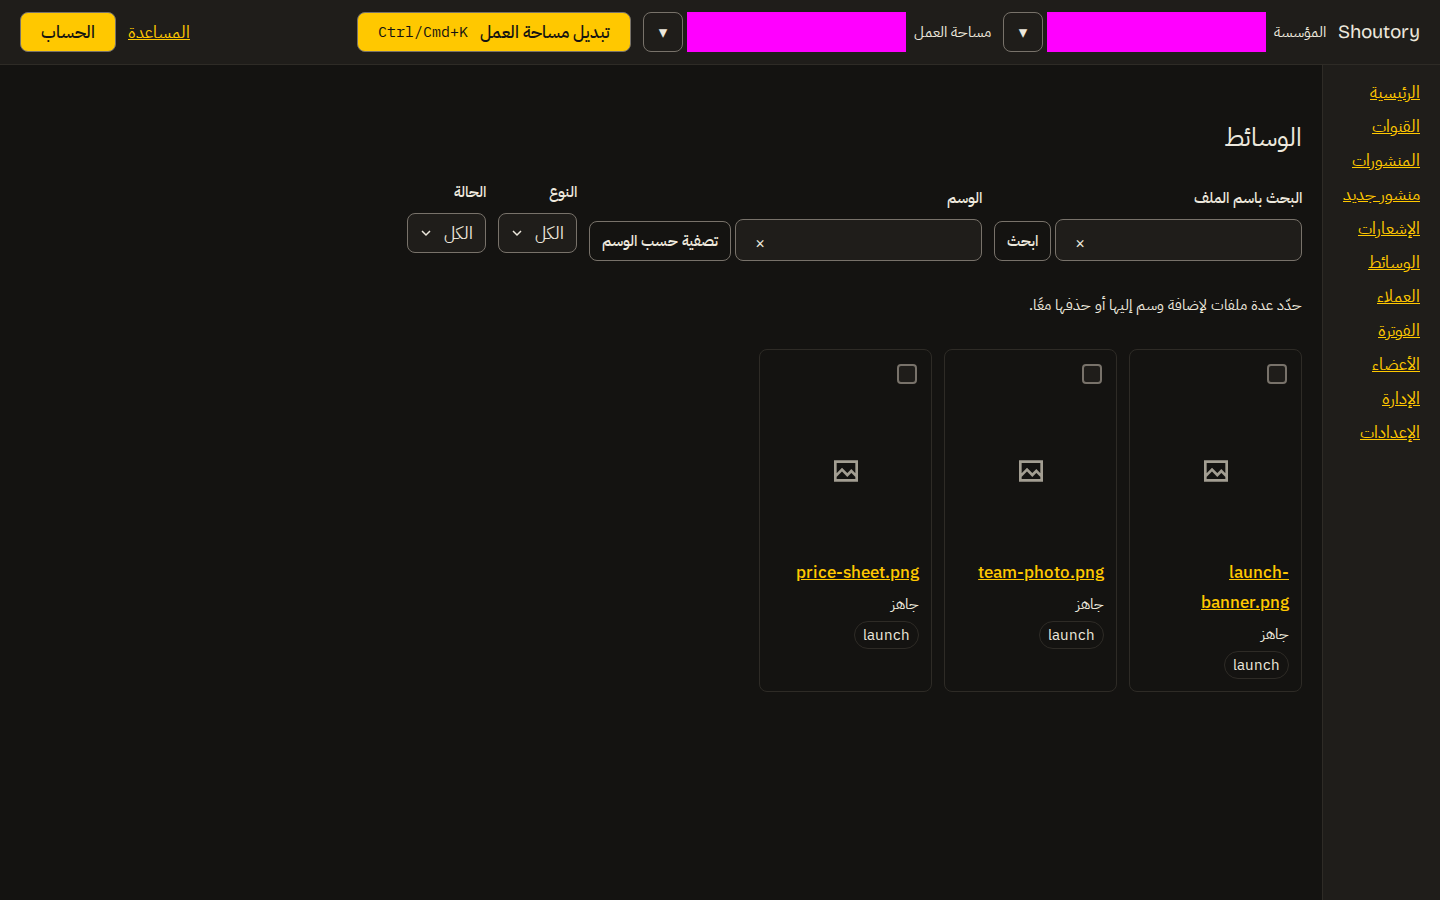 Shoutory
المؤسسة
▼
مساحة العمل
▼
تبديل مساحة العمل Ctrl/Cmd+K
المساعدة
الحساب
الرئيسية
القنوات
المنشورات
منشور جديد
الإشعارات
الوسائط
العملاء
الفوترة
الأعضاء
الإدارة
الإعدادات
الوسائط
البحث باسم الملف
×
ابحث
الوسم
×
تصفية حسب الوسم
النوع
الكل
الحالة
الكل
حدّد عدة ملفات لإضافة وسم إليها أو حذفها معًا.
launch-
banner.png
جاهز
launch
team-photo.png
جاهز
launch
price-sheet.png
جاهز
launch